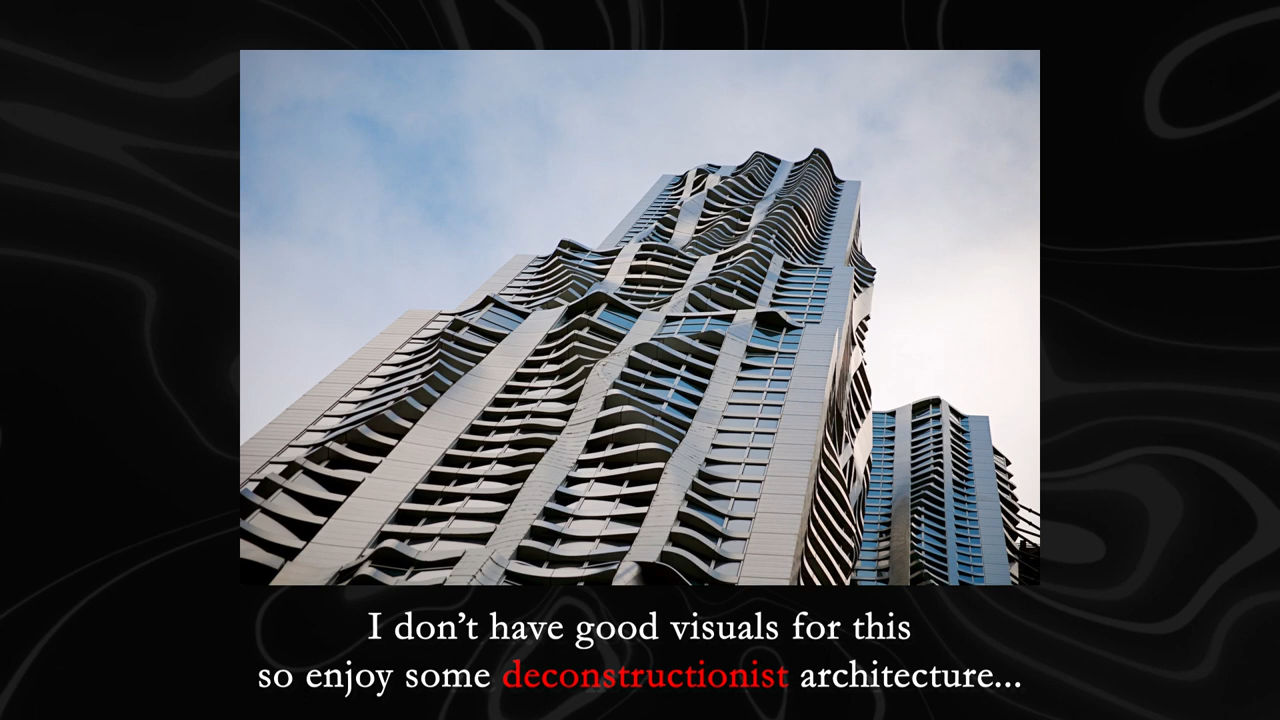 I don’t have good visuals for this
so enjoy some deconstructionist architecture...